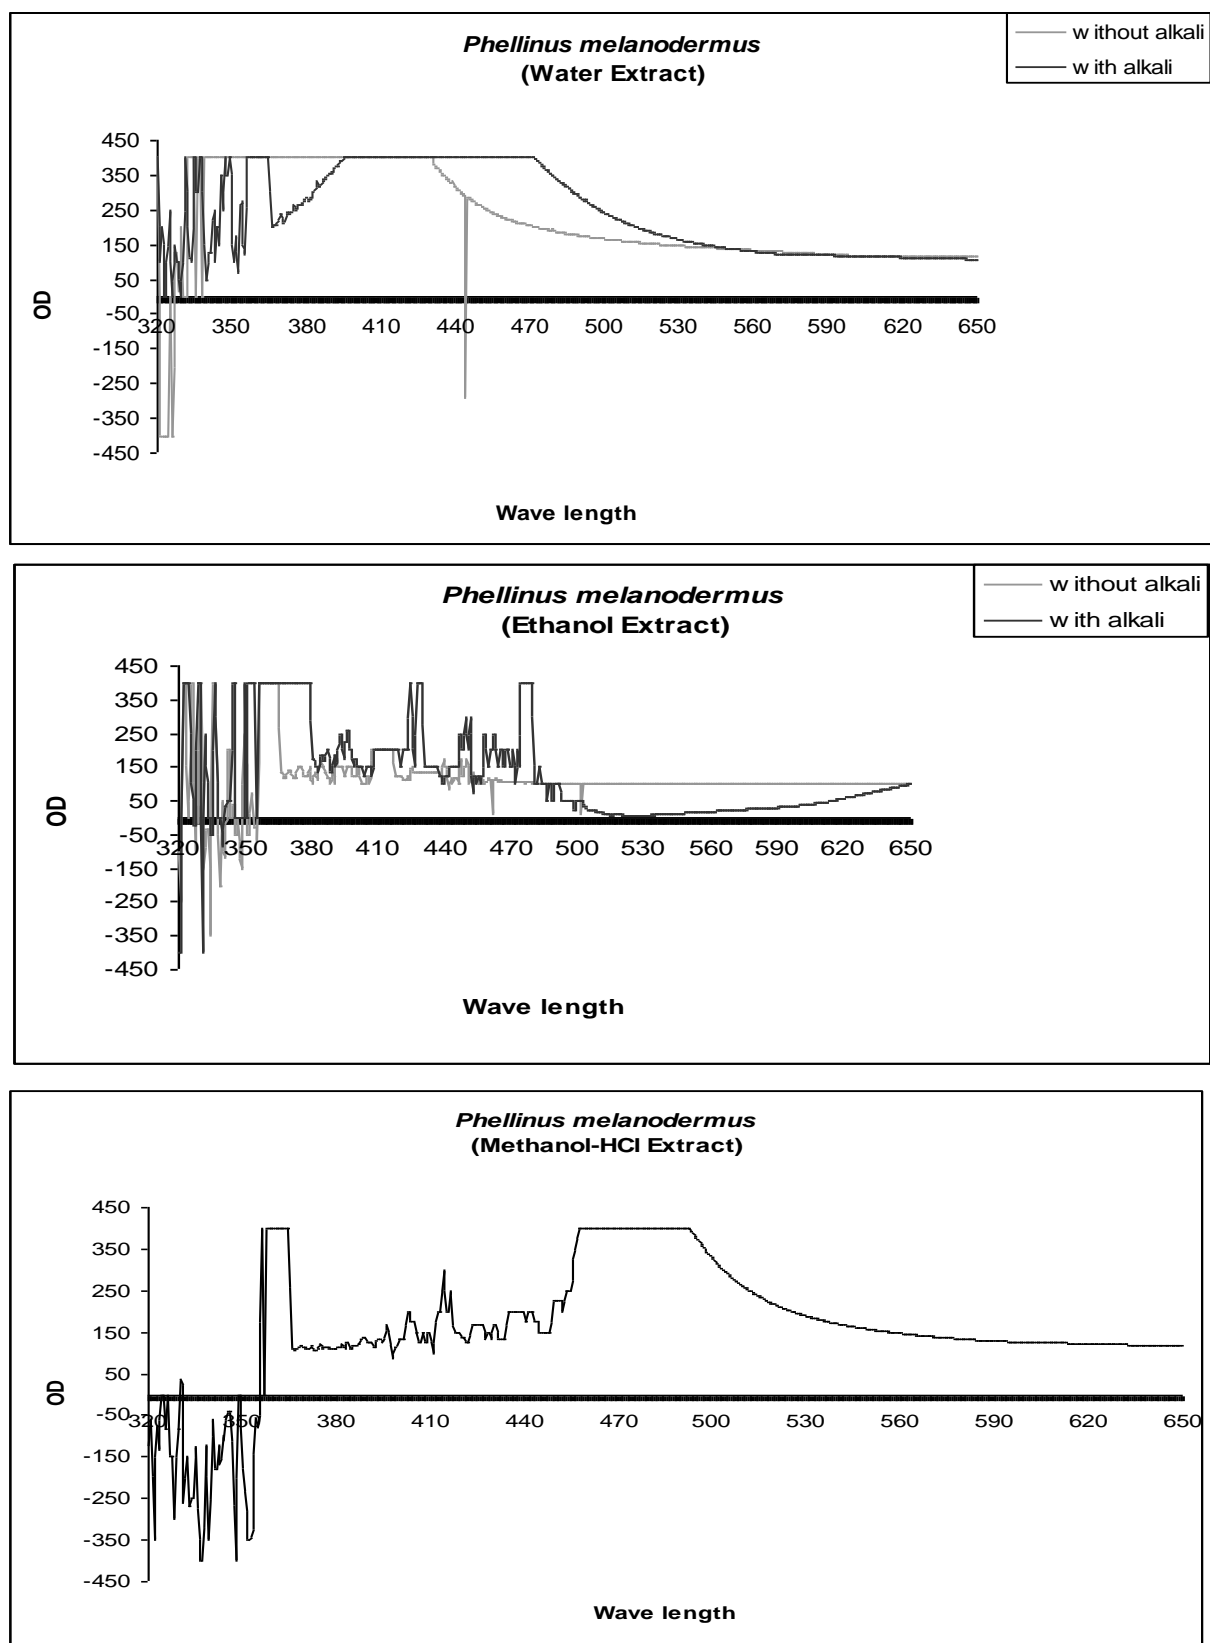 Phellinus melanodermus
(Water Extract)
without alkali
with alkali
450
350
250
150
50
-50
-150
-250
-350
-450
OD
320 350 380 410 440 470 500 530 560 590 620 650
Wave length
Phellinus melanodermus
(Ethanol Extract)
without alkali
with alkali
450
350
250
150
50
-50
-150
-250
-350
-450
OD
320 350 380 410 440 470 500 530 560 590 620 650
Wave length
Phellinus melanodermus
(Methanol-HCl Extract)
450
350
250
150
50
-50
-150
-250
-350
-450
OD
320 350 380 410 440 470 500 530 560 590 620 650
Wave length